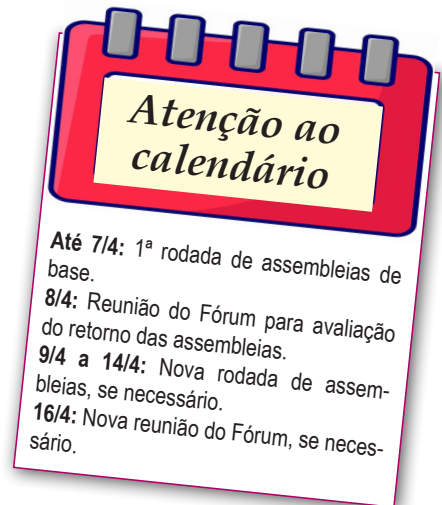 Atenção ao
calendário
Até 7/4: 1ª rodada de assembleias de
base.
8/4: Reunião do Fórum para avaliação
do retorno das assembleias.
9/4 a 14/4: Nova rodada de assem-
bleias, se necessário.
16/4: Nova reunião do Fórum, se neces-
sário.